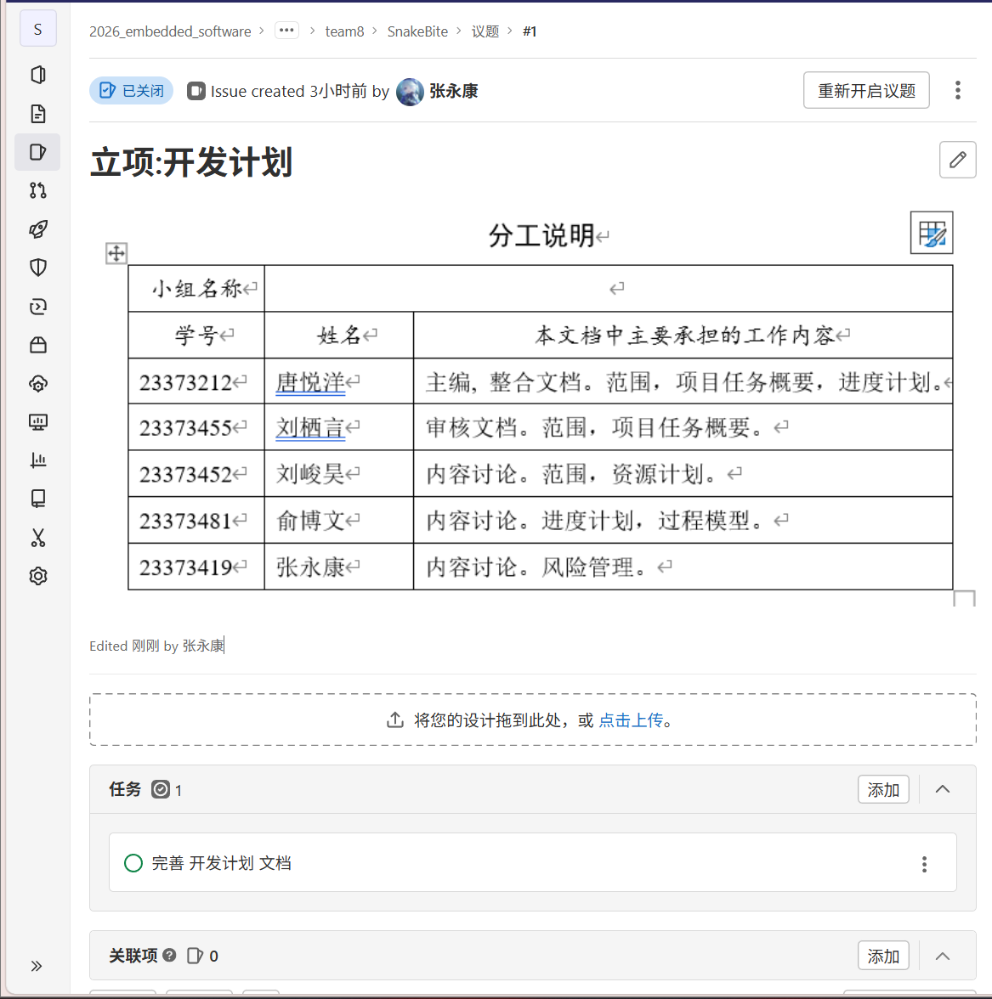 S
2026_embedded_software > ••• > team8 > SnakeBite > 议题 > #1
已关闭 Issue created 3小时前 by 张永康 重新开启议题
立项:开发计划
分工说明
小组名称
学号 姓名 本文档中主要承担的工作内容
23373212 唐悦洋 主编, 整合文档。范围，项目任务概要，进度计划。
23373455 刘栖言 审核文档。范围，项目任务概要。
23373452 刘峻昊 内容讨论。范围，资源计划。
23373481 俞博文 内容讨论。进度计划，过程模型。
23373419 张永康 内容讨论。风险管理。
Edited 刚刚 by 张永康
将您的设计拖到此处，或 点击上传。
任务 1 添加
完善 开发计划 文档
关联项 0 添加